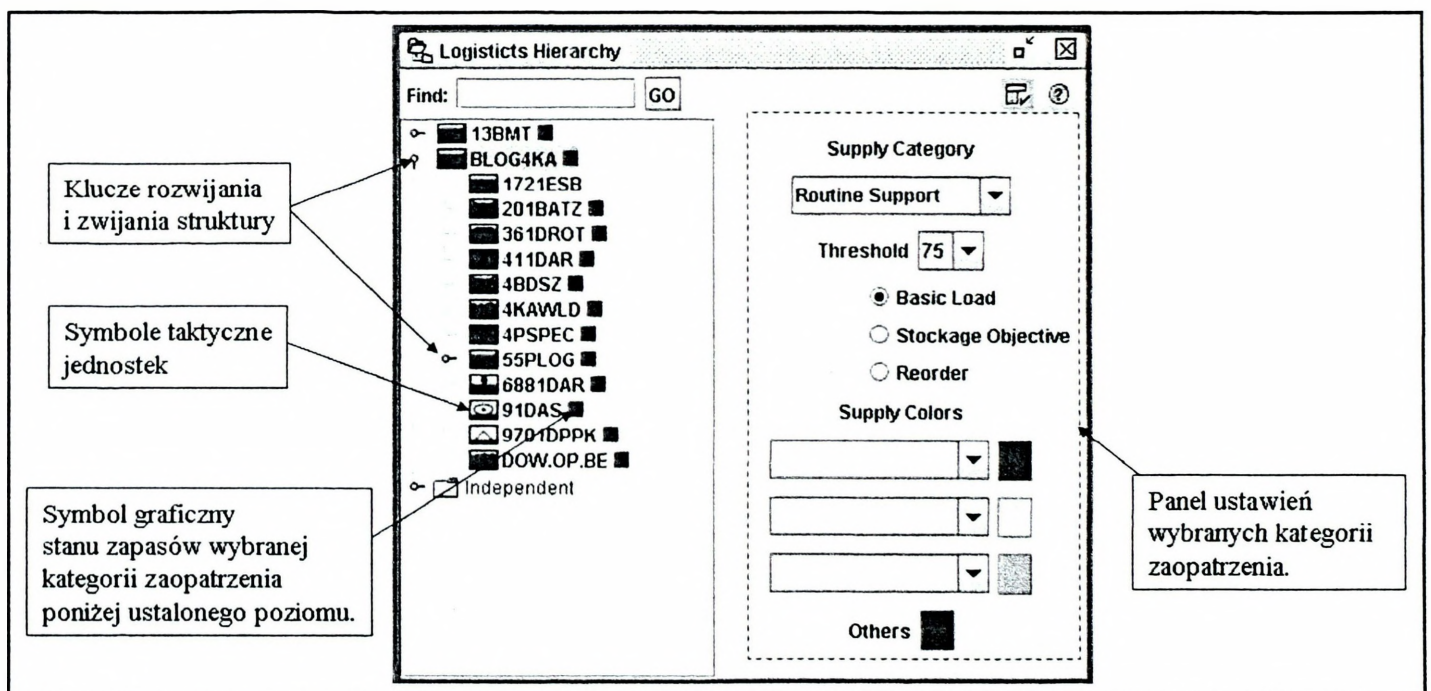 Logisticts Hierarchy
Find:
GO
13BMT
BLOG4KA
1721ESB
201BATZ
361DROT
411DAR
4BDSZ
4KAWLD
4PSPEC
55PLOG
6881DAR
91DAS
9701DPPK
DOW.OP.BE
Independent
Supply Category
Routine Support
Threshold 75
Basic Load
Stockage Objective
Reorder
Supply Colors
Others
Klucze rozwijania
i zwijania struktury
Symbole taktyczne
jednostek
Symbol graficzny
stanu zapasów wybranej
kategorii zaopatrzenia
poniżej ustalonego poziomu.
Panel ustawień
wybranych kategorii
zaopatrzenia.